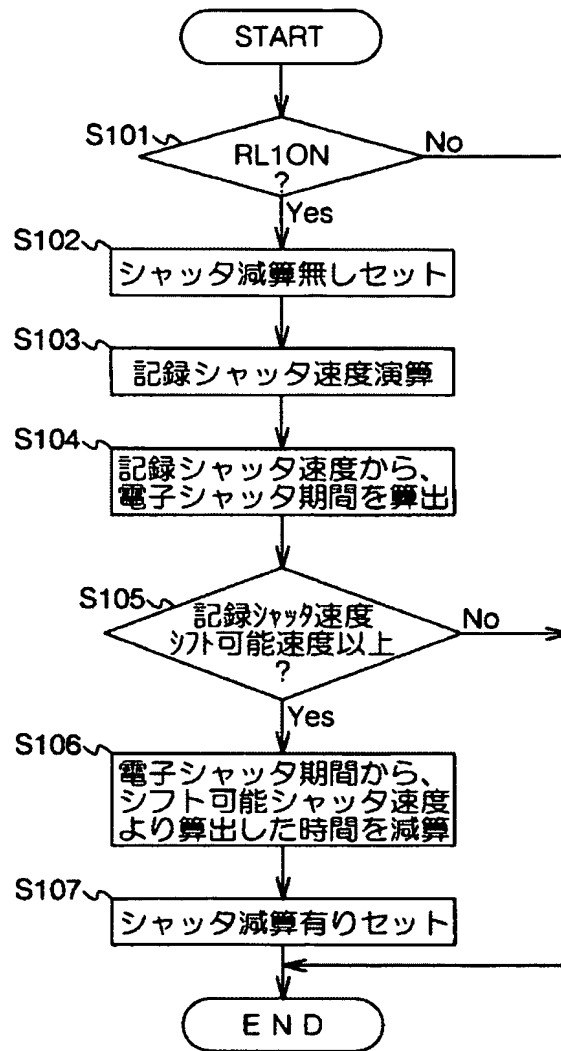 START
S101
RL1ON
?
No
Yes
S102
シャッタ減算無しセット
S103
記録シャッタ速度演算
S104
記録シャッタ速度から、
電子シャッタ期間を算出
S105
記録シャッタ速度
シフト可能速度以上
?
No
Yes
S106
電子シャッタ期間から、
シフト可能シャッタ速度
より算出した時間を減算
S107
シャッタ減算有りセット
END